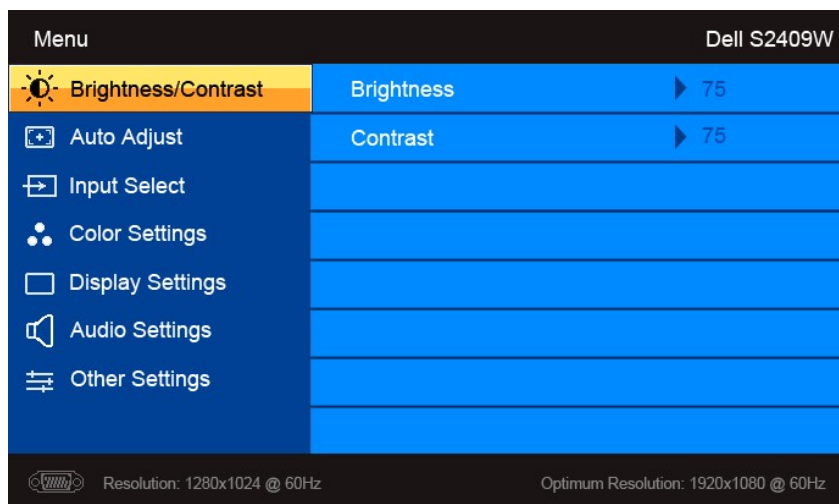 Menu Dell S2409W
Brightness/Contrast Brightness 75
Auto Adjust Contrast 75
Input Select
Color Settings
Display Settings
Audio Settings
Other Settings
Resolution: 1280x1024 @ 60Hz Optimum Resolution: 1920x1080 @ 60Hz